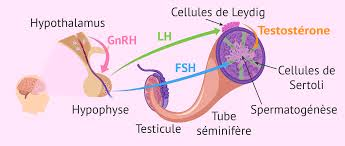 Cellules de Leydig
Hypothalamus
GnRH
LH
Testostérone
FSH
Cellules de
Sertoli
Hypophyse
Spermatogénèse
Testicule
Tube
séminifère